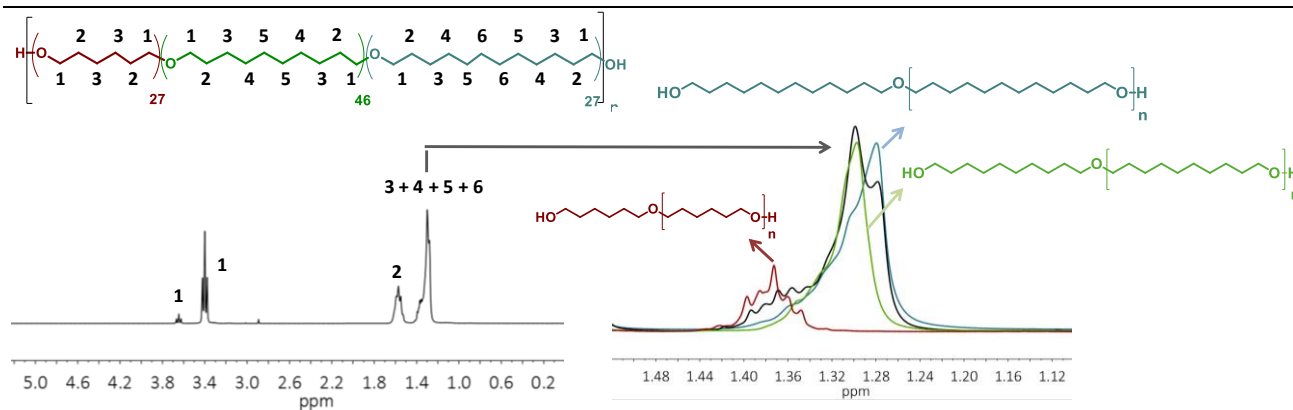 2 3 1 1 3 5 4 2 2 4 6 5 3 1
H O O O OH
1 3 2 2 4 5 3 1 1 3 5 6 4 2
27 46 27
HO O O H
n
HO O O
HO O O H
n
3 + 4 + 5 + 6
1
1
2
5.0 4.6 4.2 3.8 3.4 3.0 2.6 2.2 1.8 1.4 1.0 0.6 0.2
ppm
1.48 1.44 1.40 1.36 1.32 1.28 1.24 1.20 1.16 1.12
ppm